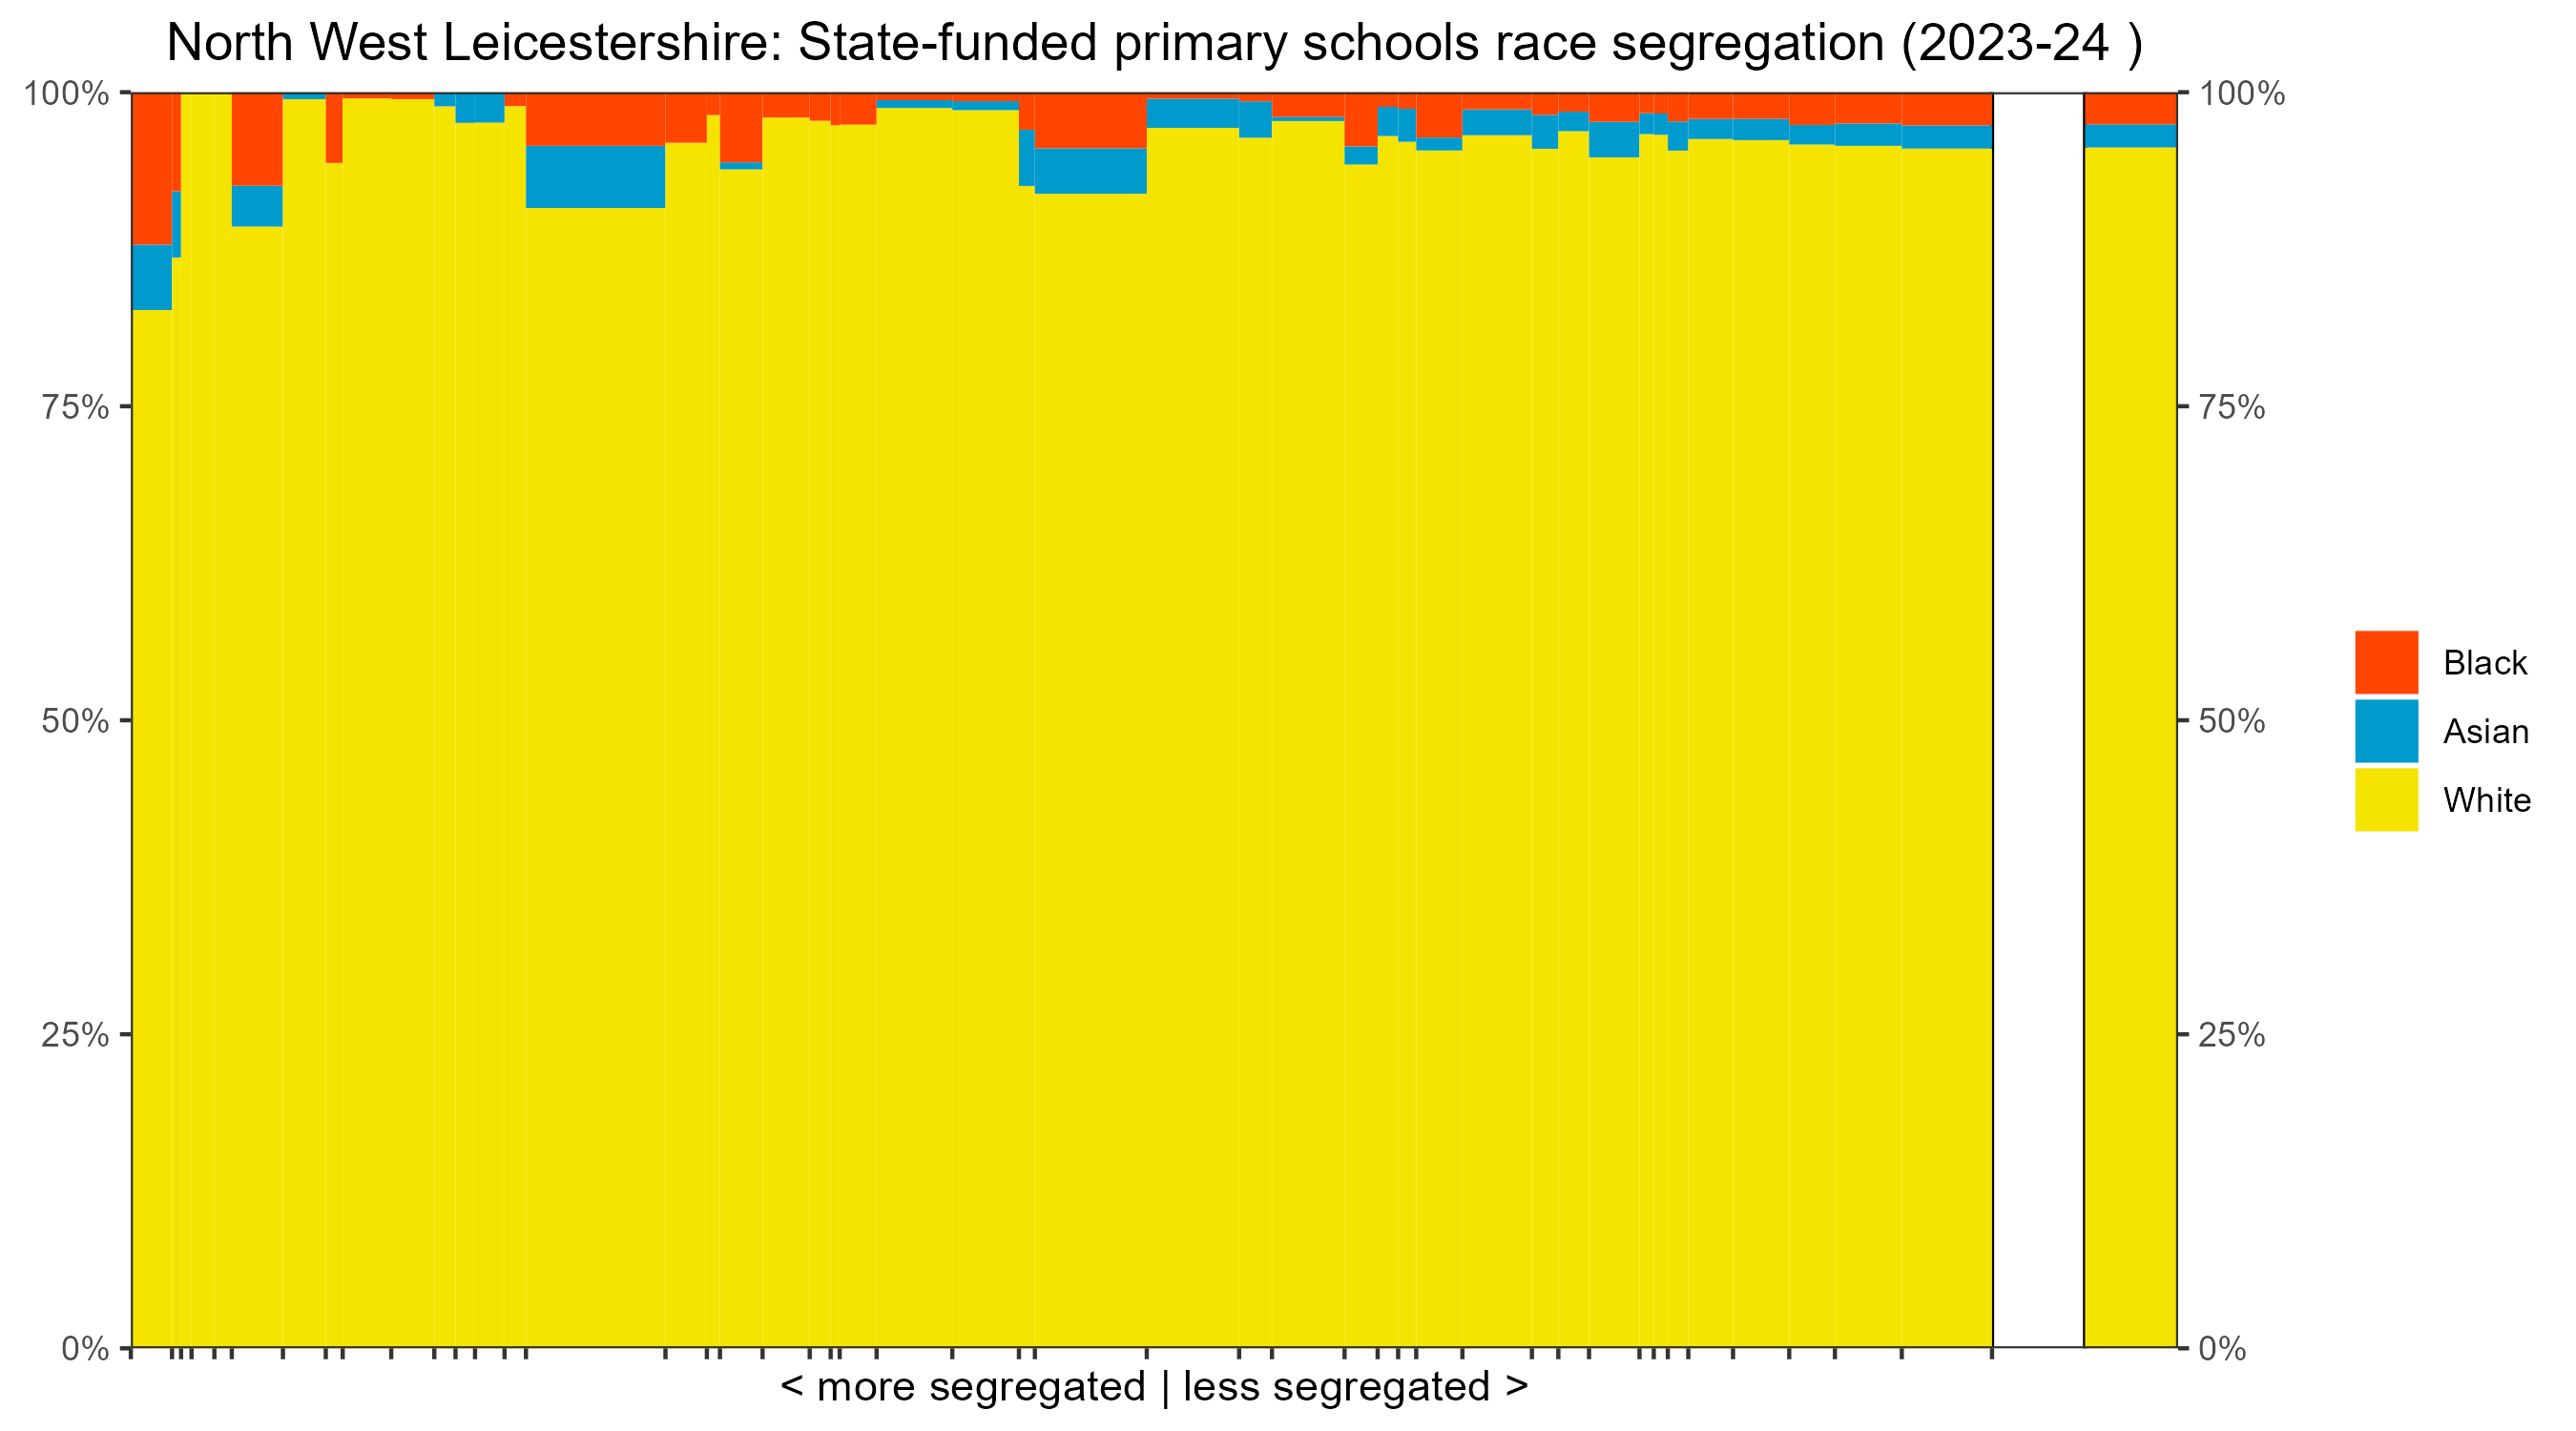 North West Leicestershire: State-funded primary schools race segregation (2023-24 )
100%
75%
50%
25%
0%
100%
75%
50%
25%
0%
Black
Asian
White
< more segregated | less segregated >